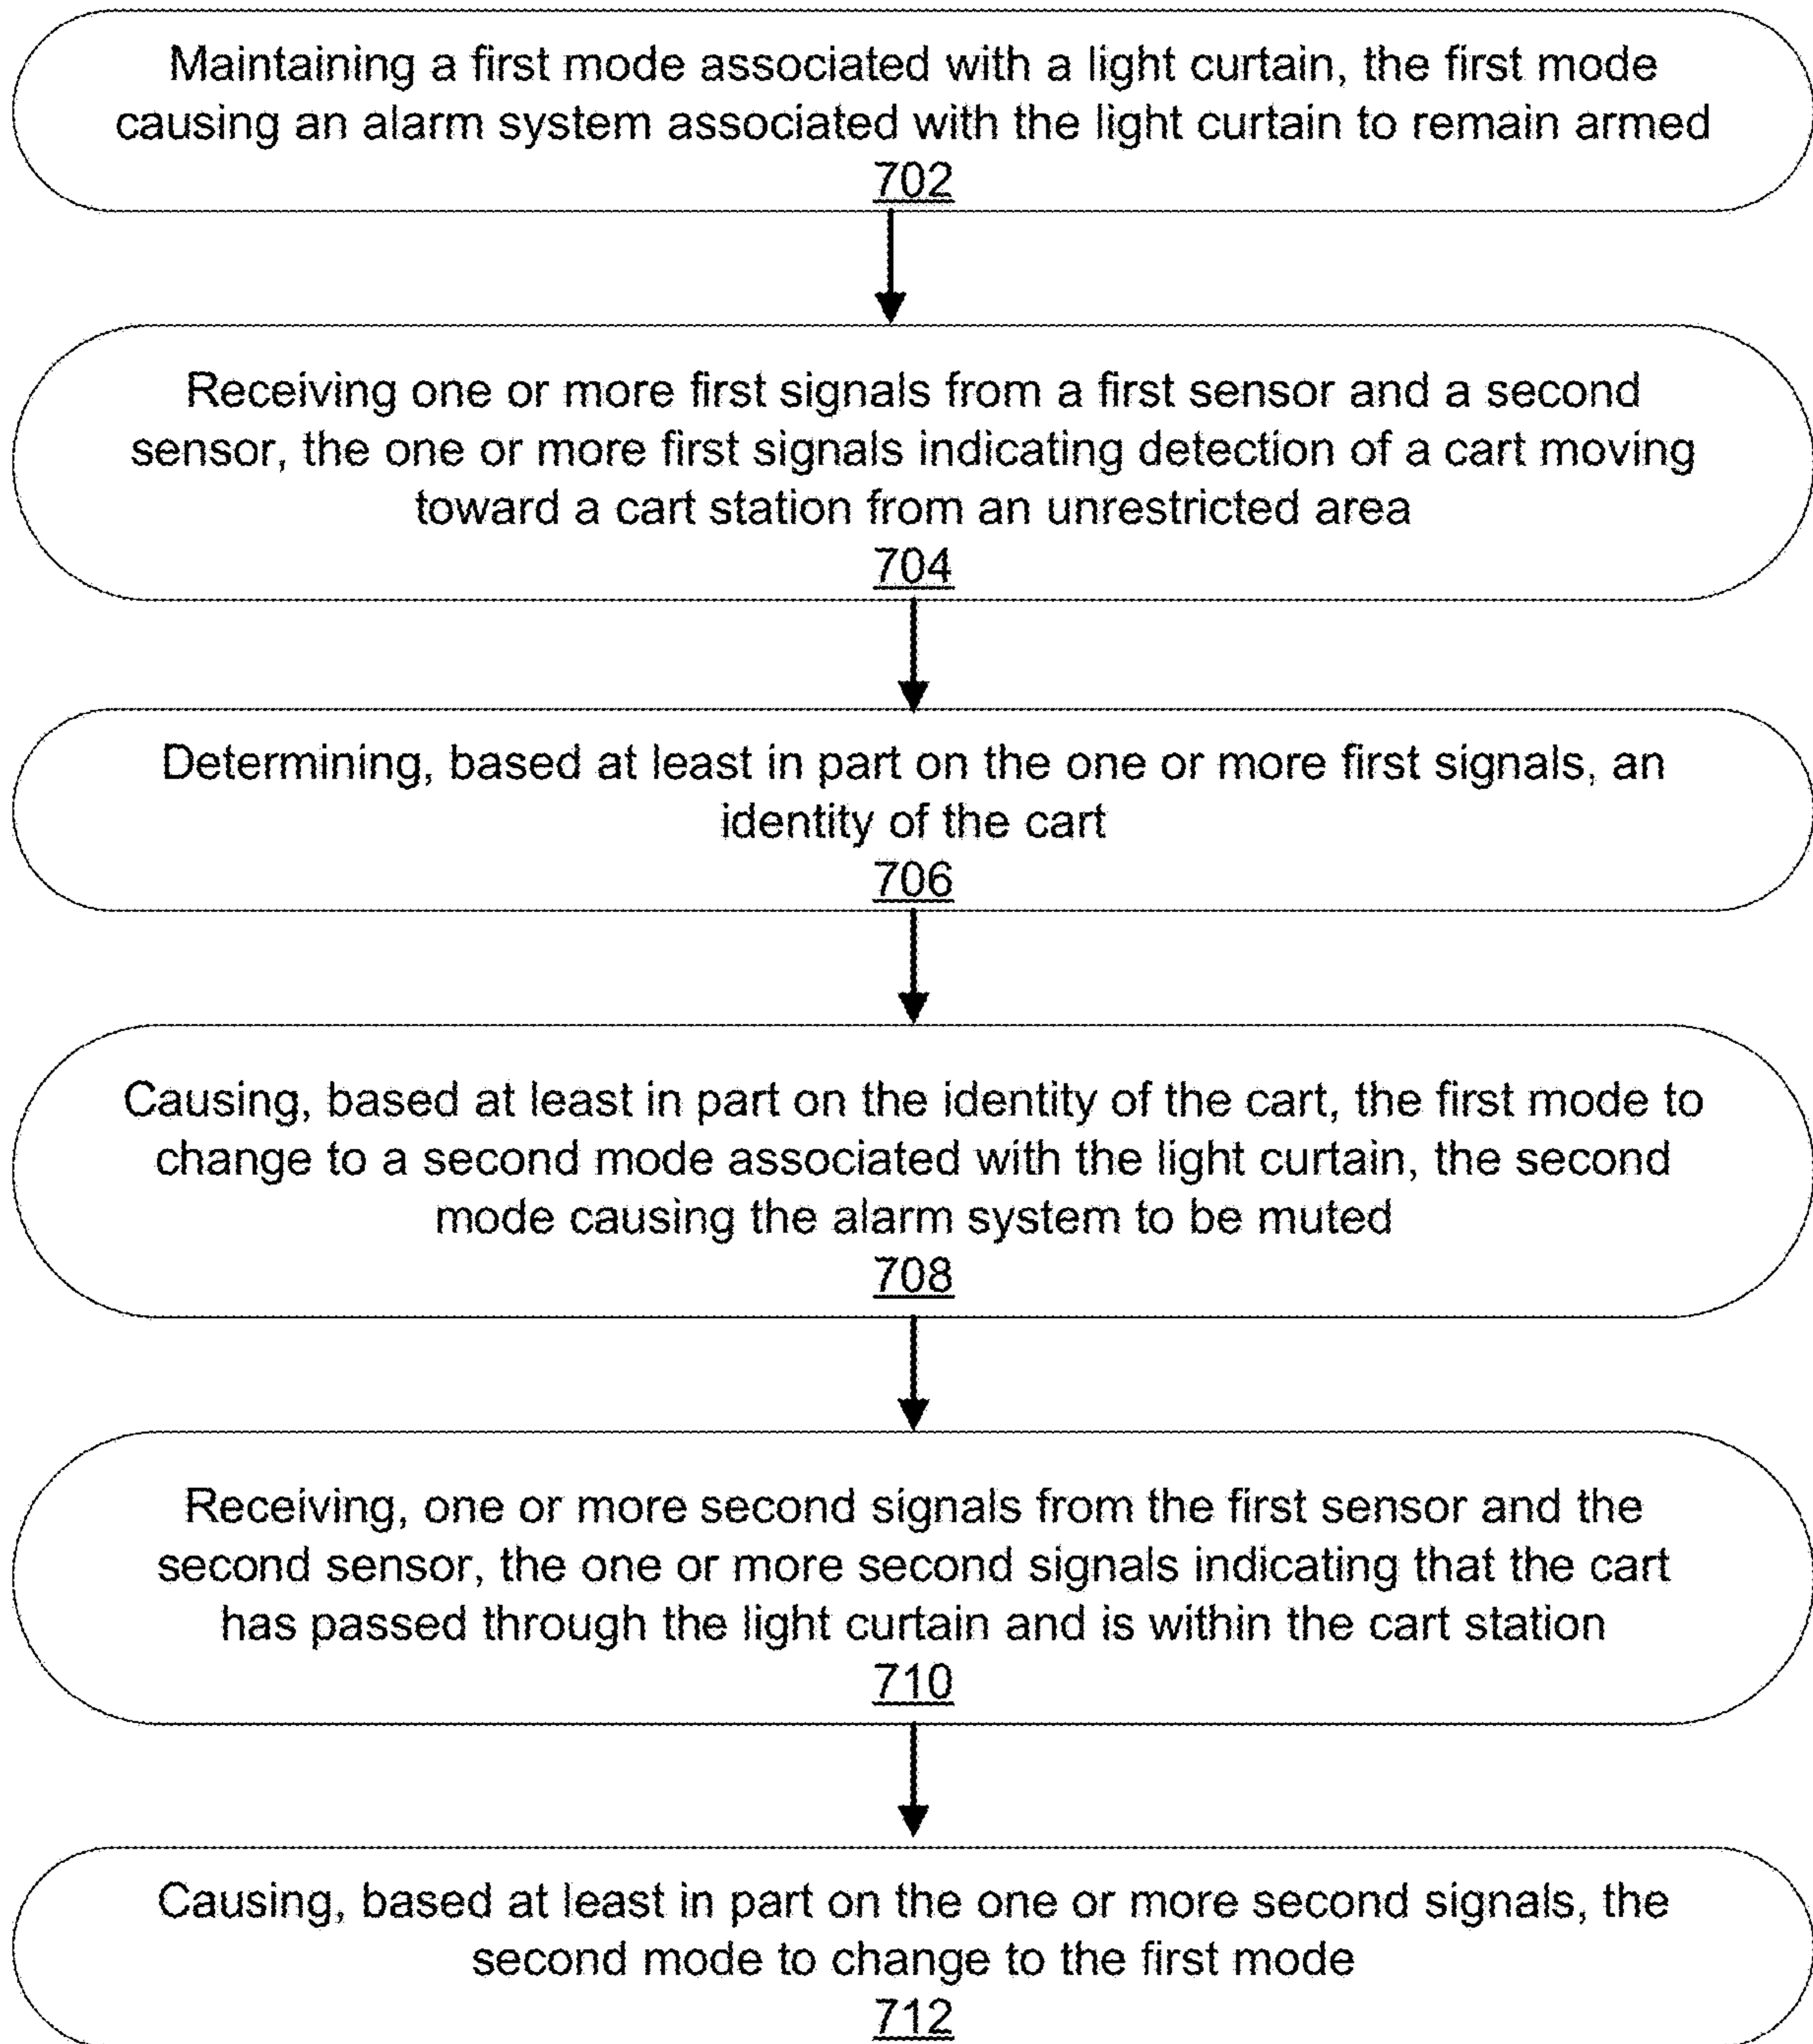 Maintaining a first mode associated with a light curtain, the first mode
causing an alarm system associated with the light curtain to remain armed
702
Receiving one or more first signals from a first sensor and a second
sensor, the one or more first signals indicating detection of a cart moving
toward a cart station from an unrestricted area
704
Determining, based at least in part on the one or more first signals, an
identity of the cart
706
Causing, based at least in part on the identity of the cart, the first mode to
change to a second mode associated with the light curtain, the second
mode causing the alarm system to be muted
708
Receiving, one or more second signals from the first sensor and the
second sensor, the one or more second signals indicating that the cart
has passed through the light curtain and is within the cart station
710
Causing, based at least in part on the one or more second signals, the
second mode to change to the first mode
712